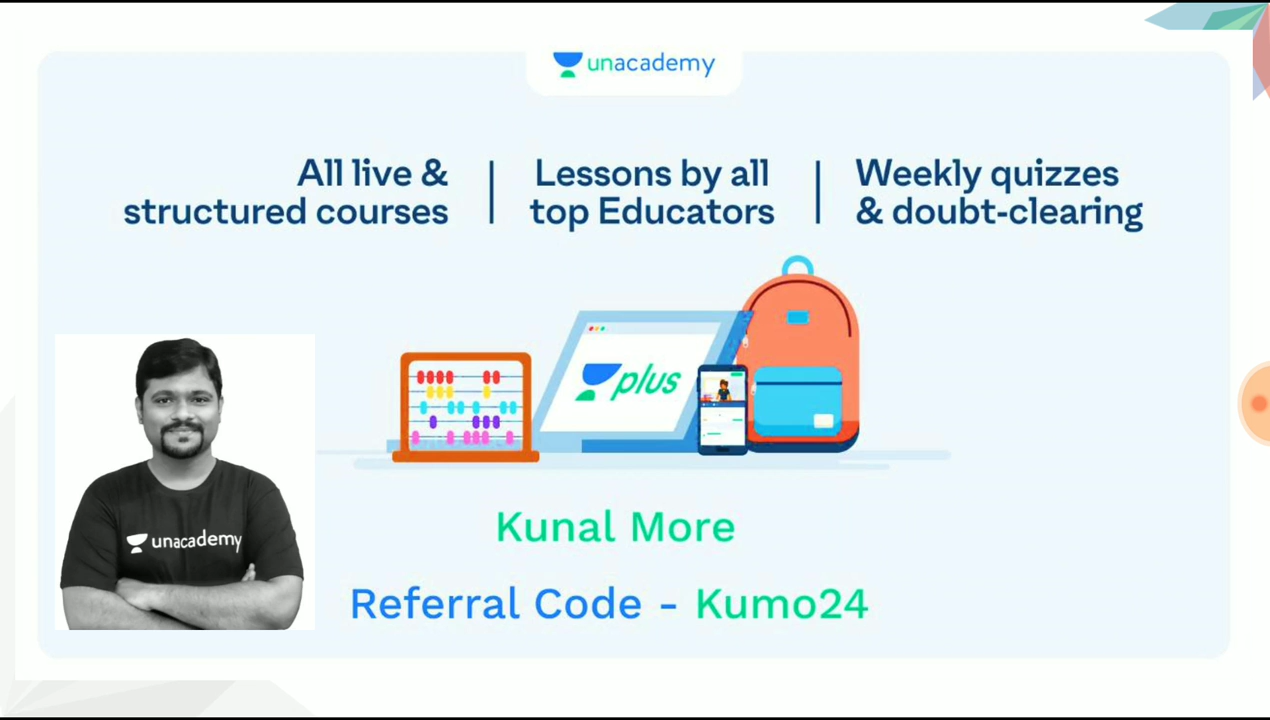 unacademy
All live &
structured courses
Lessons by all
top Educators
Weekly quizzes
& doubt-clearing
plus
unacademy
Kunal More
Referral Code - Kumo24